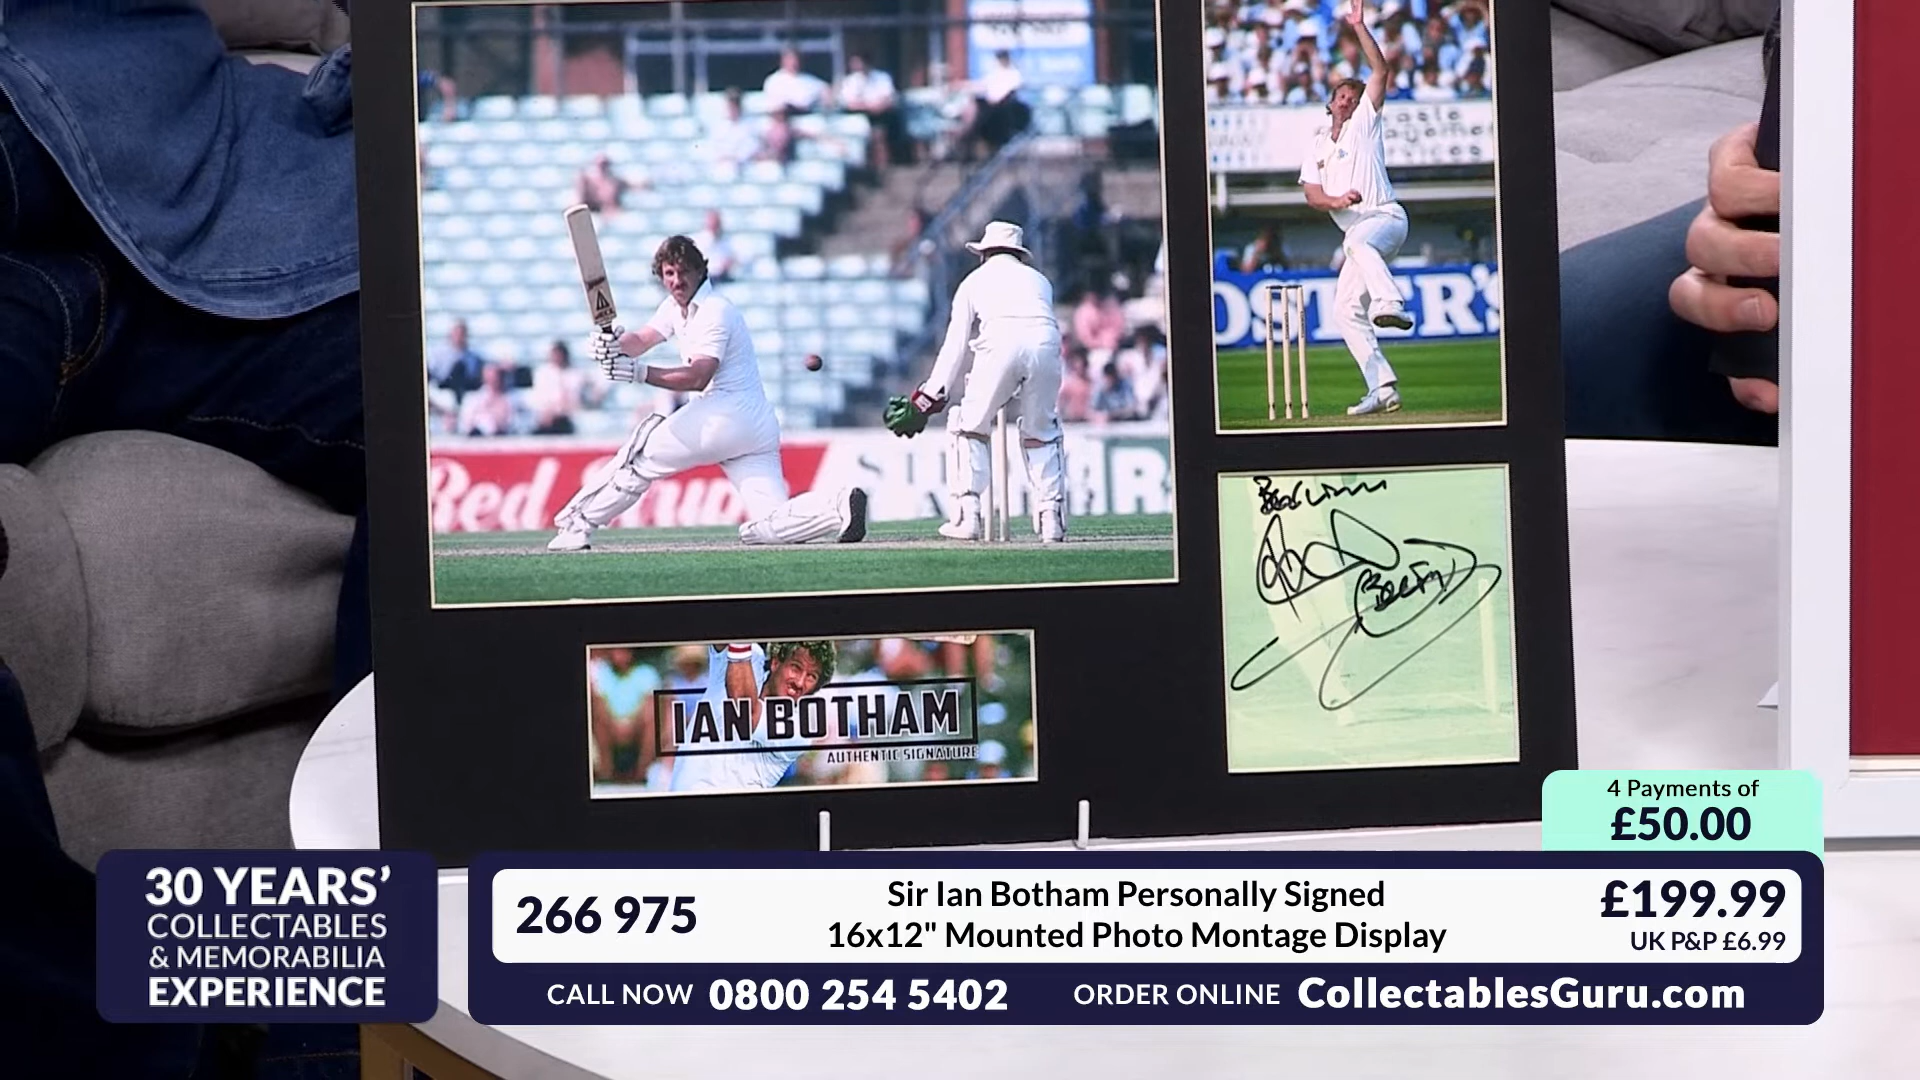 OSTER'S
Red
IAN BOTHAM
AUTHENTIC SIGNATURE
4 Payments of
£50.00
30 YEARS'
COLLECTABLES
& MEMORABILIA
EXPERIENCE
266 975
Sir Ian Botham Personally Signed
16x12" Mounted Photo Montage Display
£199.99
UK P&P £6.99
CALL NOW 0800 254 5402
ORDER ONLINE CollectablesGuru.com